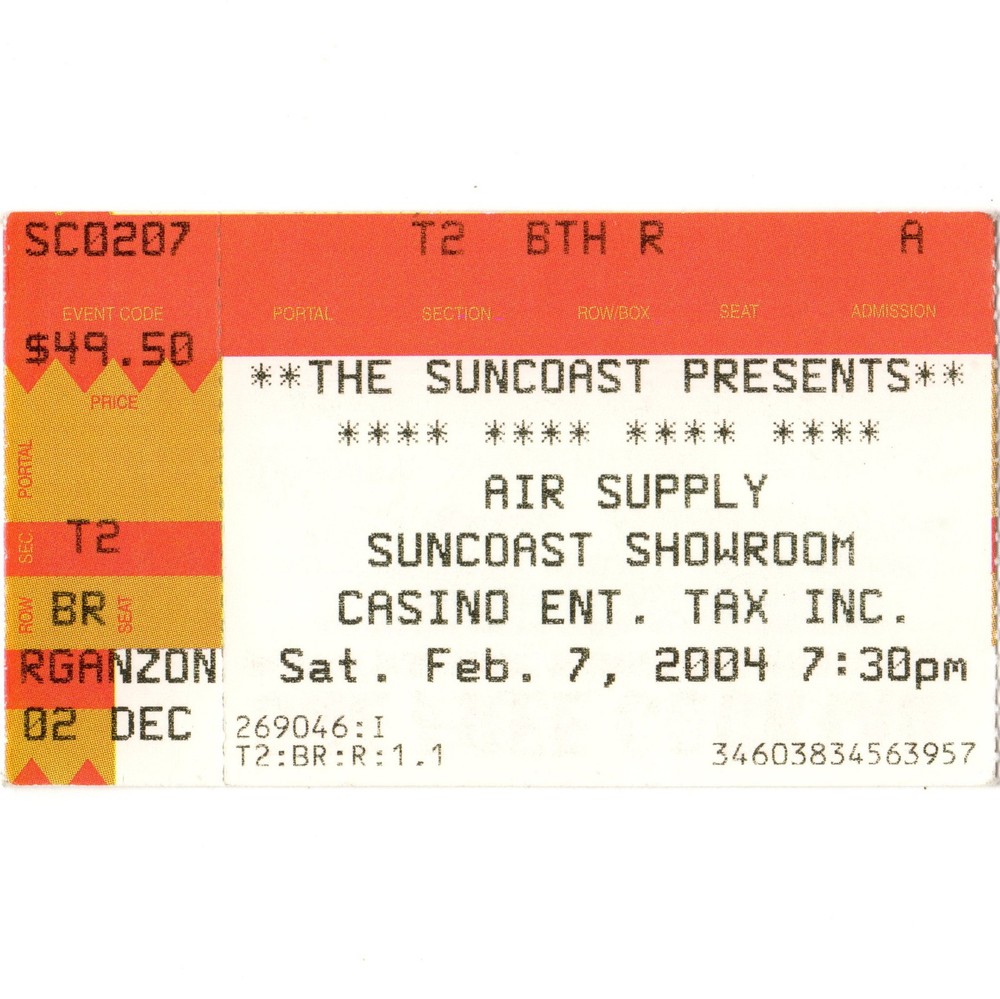 SC0207
EVENT CODE
$49.50
PRICE
PORTAL
SEC T2
ROW BR SEAT
RGANZON
02 DEC
T2 BTH R A
PORTAL SECTION ROW/BOX SEAT ADMISSION
**THE SUNCOAST PRESENTS**
**** **** **** ****
AIR SUPPLY
SUNCOAST SHOWROOM
CASINO ENT. TAX INC.
Sat. Feb. 7, 2004 7:30pm
269046:I
T2:BR:R:1.1
34603834563957